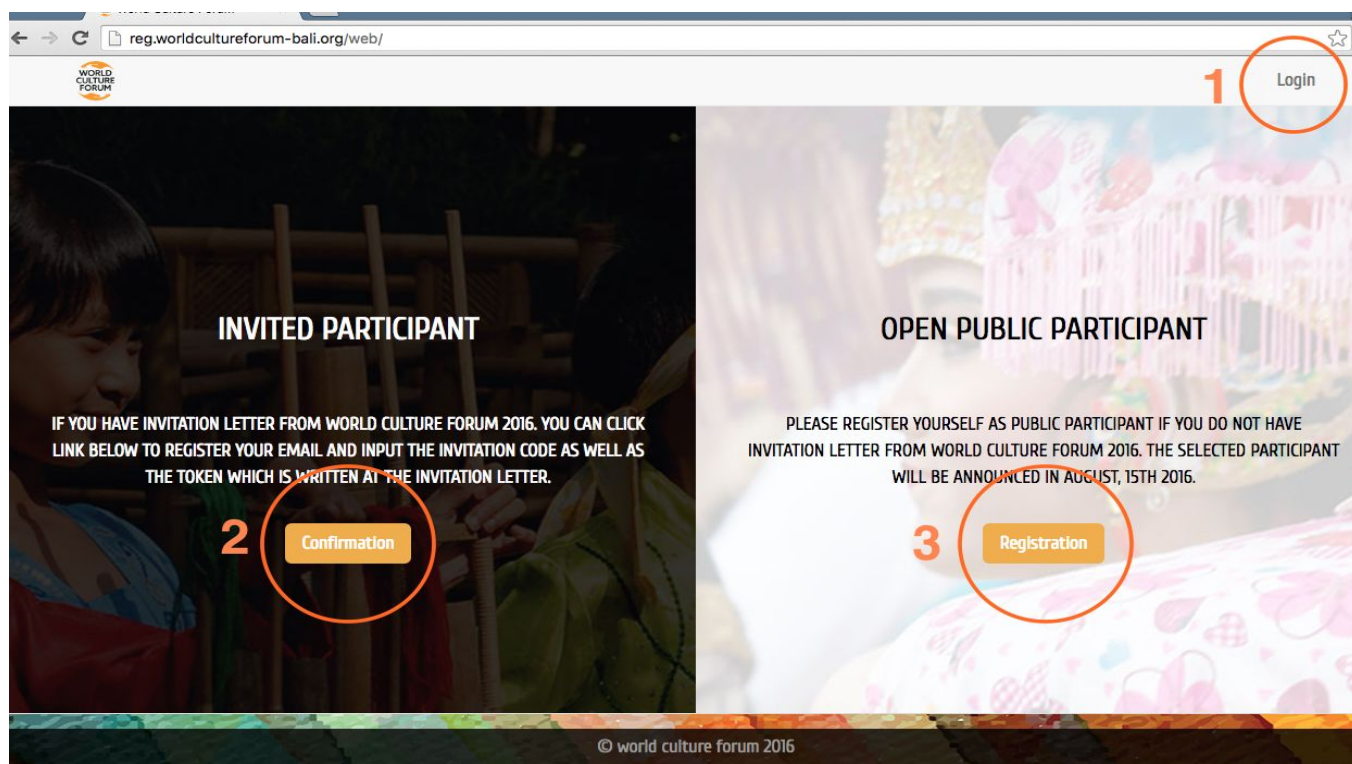 reg.worldcultureforum-bali.org/web/
WORLD
CULTURE
FORUM
1
Login
INVITED PARTICIPANT
IF YOU HAVE INVITATION LETTER FROM WORLD CULTURE FORUM 2016. YOU CAN CLICK
LINK BELOW TO REGISTER YOUR EMAIL AND INPUT THE INVITATION CODE AS WELL AS
THE TOKEN WHICH IS WRITTEN AT THE INVITATION LETTER.
2
Confirmation
OPEN PUBLIC PARTICIPANT
PLEASE REGISTER YOURSELF AS PUBLIC PARTICIPANT IF YOU DO NOT HAVE
INVITATION LETTER FROM WORLD CULTURE FORUM 2016. THE SELECTED PARTICIPANT
WILL BE ANNOUNCED IN AUGUST, 15TH 2016.
3
Registration
© world culture forum 2016